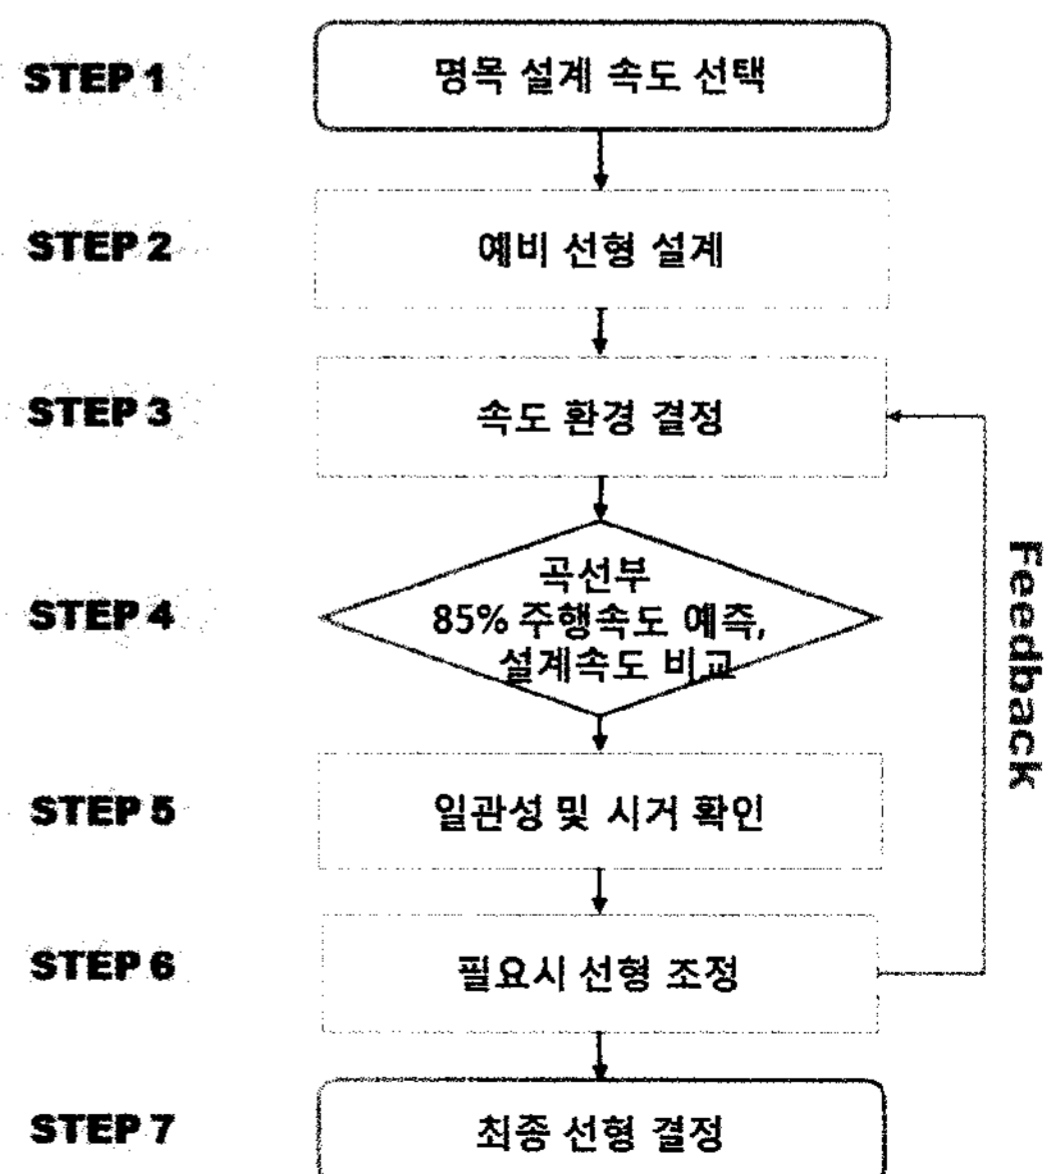 STEP 1
명목 설계 속도 선택
STEP 2
예비 선형 설계
STEP 3
속도 환경 결정
STEP 4
곡선부
85% 주행속도 예측,
설계속도 비교
Feedback
STEP 5
일관성 및 시거 확인
STEP 6
필요시 선형 조정
STEP 7
최종 선형 결정